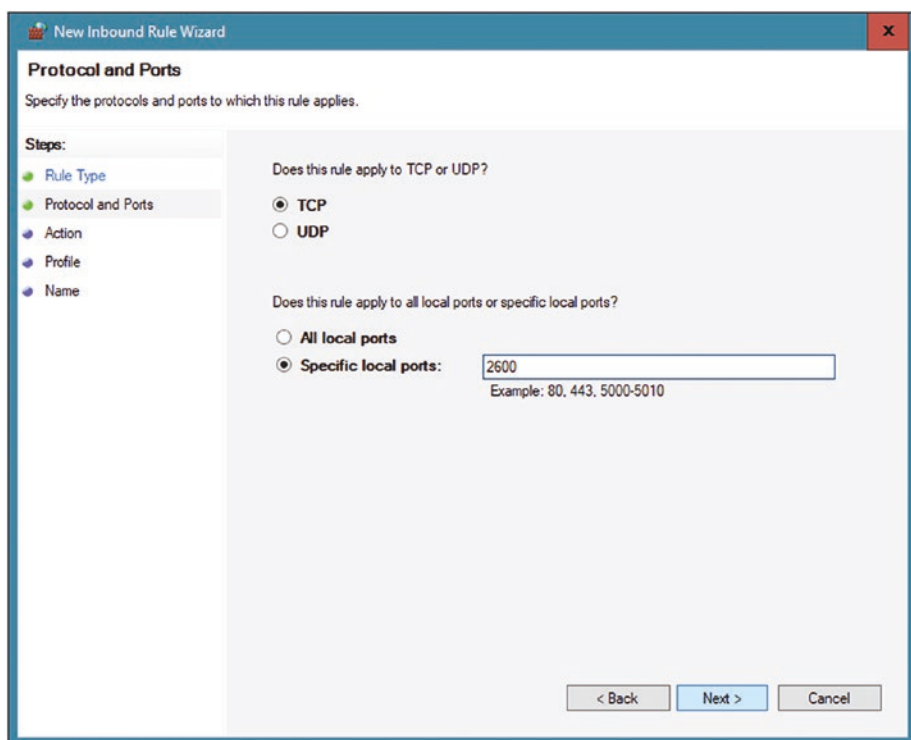 New Inbound Rule Wizard
x
Protocol and Ports
Specify the protocols and ports to which this rule applies.
Steps:
Rule Type
Protocol and Ports
Action
Profile
Name
Does this rule apply to TCP or UDP?
TCP
UDP
Does this rule apply to all local ports or specific local ports?
All local ports
Specific local ports:
2600
Example: 80, 443, 5000-5010
< Back
Next >
Cancel